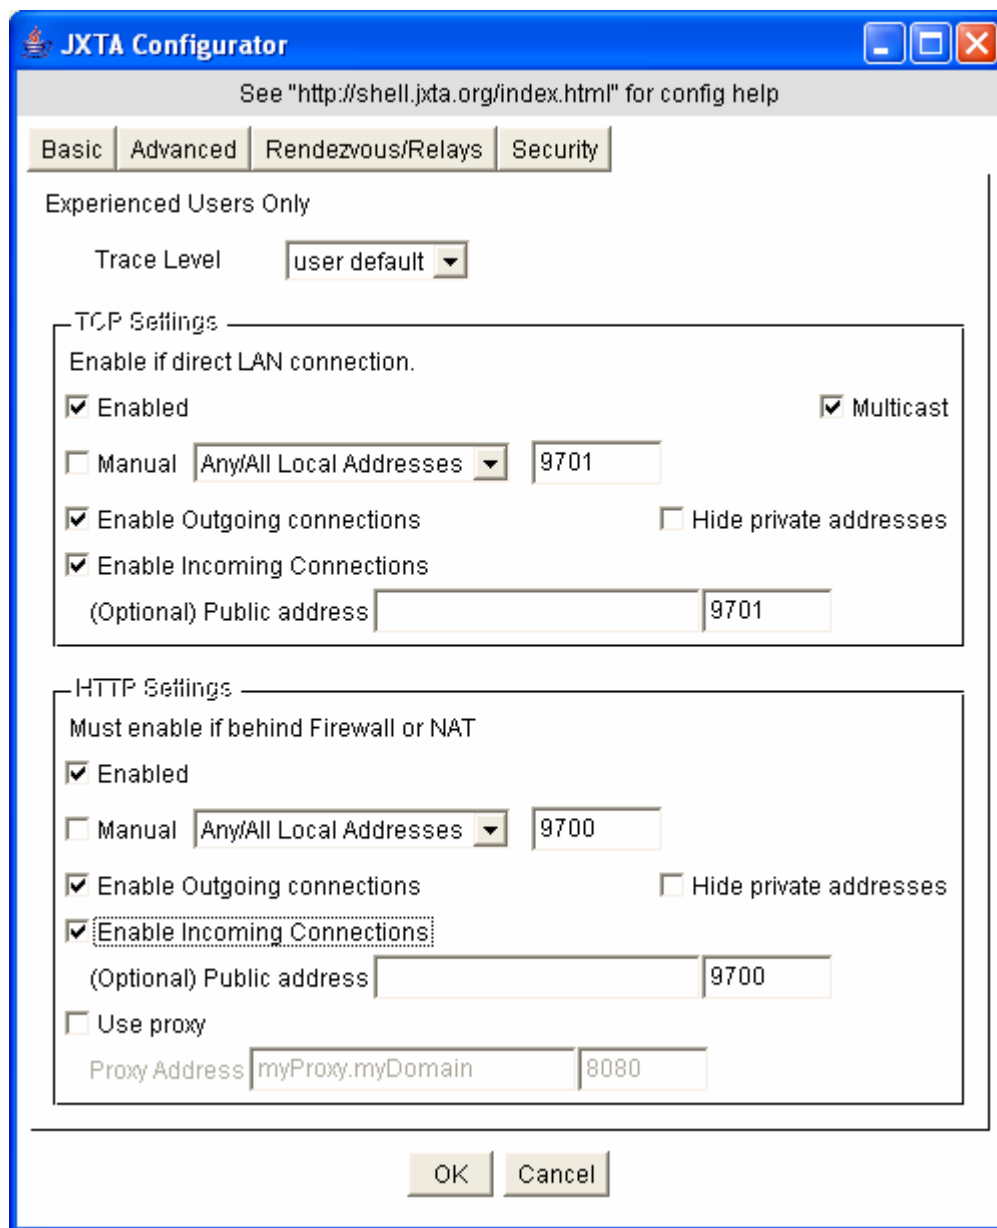 JXTA Configurator
See "http://shell.jxta.org/index.html" for config help
Basic Advanced Rendezvous/Relays Security
Experienced Users Only
Trace Level user default
TCP Settings
Enable if direct LAN connection.
Enabled Multicast
Manual Any/All Local Addresses 9701
Enable Outgoing connections Hide private addresses
Enable Incoming Connections
(Optional) Public address 9701
HTTP Settings
Must enable if behind Firewall or NAT
Enabled
Manual Any/All Local Addresses 9700
Enable Outgoing connections Hide private addresses
Enable Incoming Connections
(Optional) Public address 9700
Use proxy
Proxy Address myProxy.myDomain 8080
OK Cancel